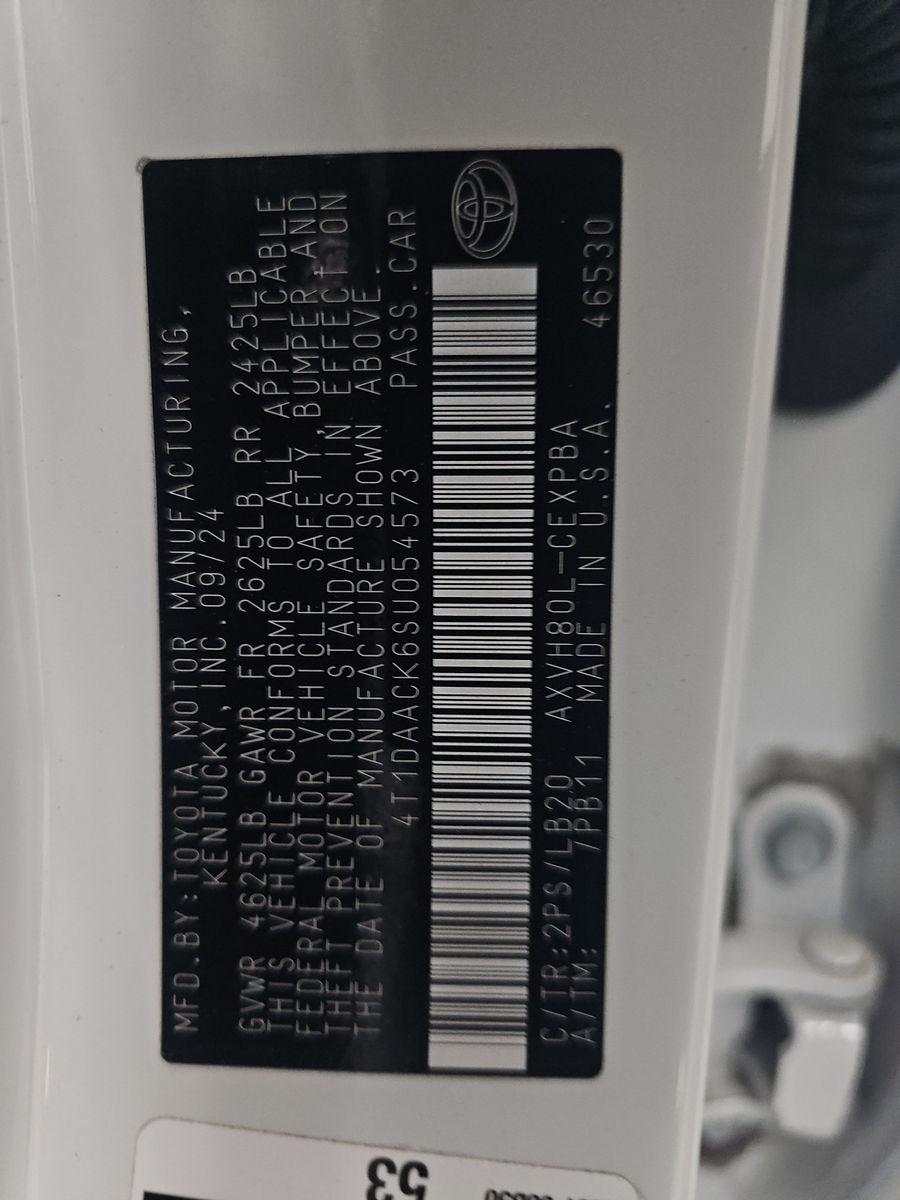 MFD.BY:TOYOTA MOTOR MANUFACTURING,
KENTUCKY,INC.09/24
GVWR 4625LB GAWR FR 2625LB RR 2425LB
THIS VEHICLE CONFORMS TO ALL APPLICABLE
FEDERAL MOTOR VEHICLE SAFETY, BUMPER AND
THEFT PREVENTION STANDARDS IN EFFECT ON
THE DATE OF MANUFACTURE SHOWN ABOVE.
4T1DAACK6SU054573 PASS.CAR
C/TR:2PS/LB20 AXVH80L-CEXPBA 46530
A/TM: 7PB11 MADE IN U.S.A.
53